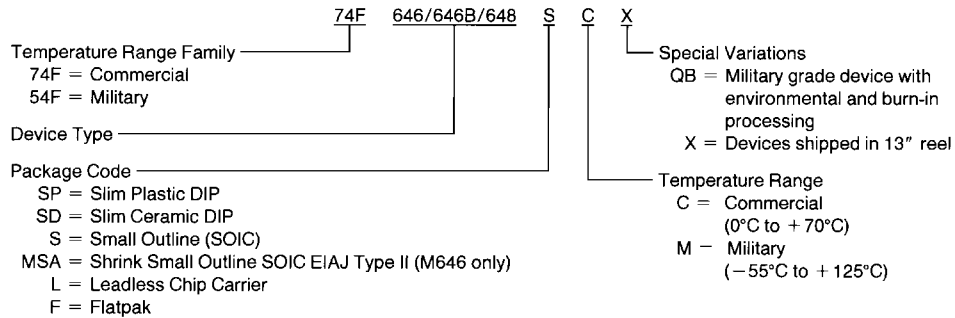 74F 646/646B/648 S C X
Temperature Range Family
74F = Commercial
54F = Military
Device Type
Package Code
SP = Slim Plastic DIP
SD = Slim Ceramic DIP
S = Small Outline (SOIC)
MSA = Shrink Small Outline SOIC EIAJ Type II (M646 only)
L = Leadless Chip Carrier
F = Flatpak
Special Variations
QB = Military grade device with
environmental and burn-in
processing
X = Devices shipped in 13″ reel
Temperature Range
C = Commercial
(0°C to +70°C)
M − Military
(−55°C to +125°C)